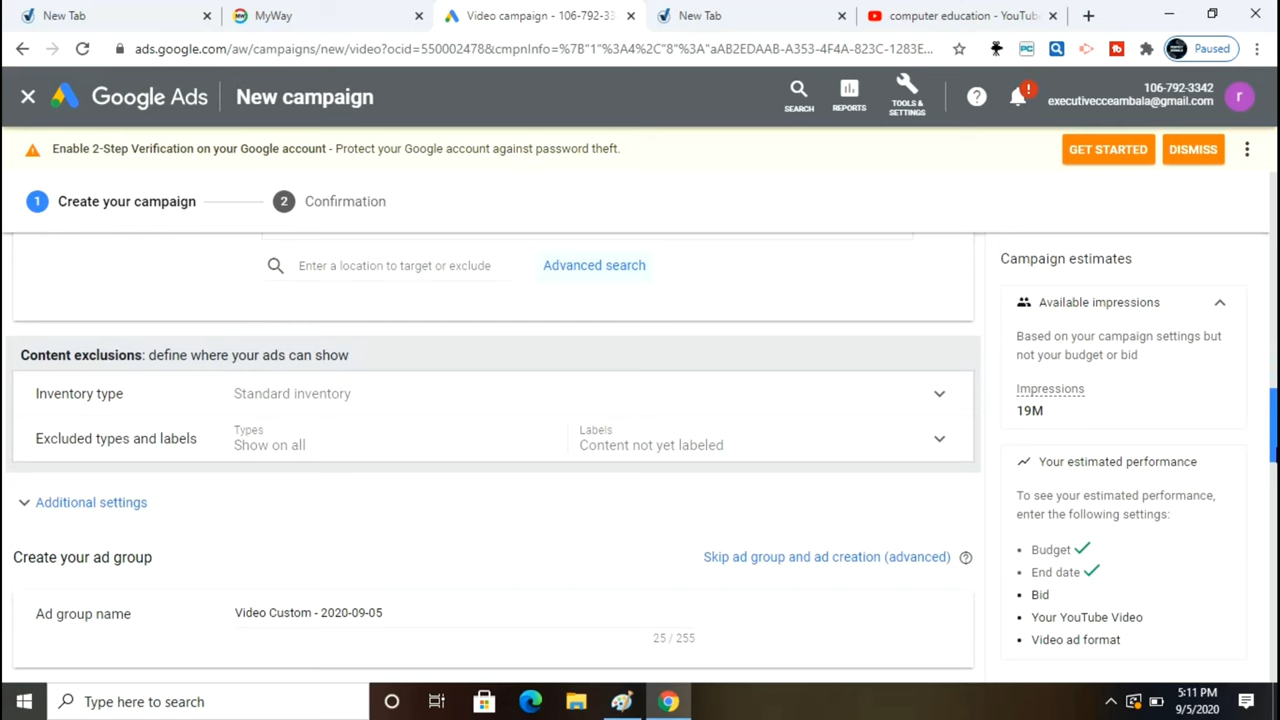 New Tab
MyWay
Video campaign - 106-792-33
New Tab
computer education - YouTube
ads.google.com/aw/campaigns/new/video?ocid=550002478&cmpnInfo=%7B"1"%3A4%2C"8"%3A"aAB2EDAAB-A353-4F4A-823C-1283E...
Paused
Google Ads
New campaign
SEARCH
REPORTS
TOOLS &
SETTINGS
106-792-3342
executivecceambala@gmail.com
r
Enable 2-Step Verification on your Google account - Protect your Google account against password theft.
GET STARTED
DISMISS
1 Create your campaign
2 Confirmation
Enter a location to target or exclude
Advanced search
Content exclusions: define where your ads can show
Inventory type
Standard inventory
Excluded types and labels
Types
Show on all
Labels
Content not yet labeled
Additional settings
Create your ad group
Skip ad group and ad creation (advanced)
Ad group name
Video Custom - 2020-09-05
25 / 255
Campaign estimates
Available impressions
Based on your campaign settings but
not your budget or bid
Impressions
19M
Your estimated performance
To see your estimated performance,
enter the following settings:
• Budget
• End date
• Bid
• Your YouTube Video
• Video ad format
Type here to search
5:11 PM
9/5/2020